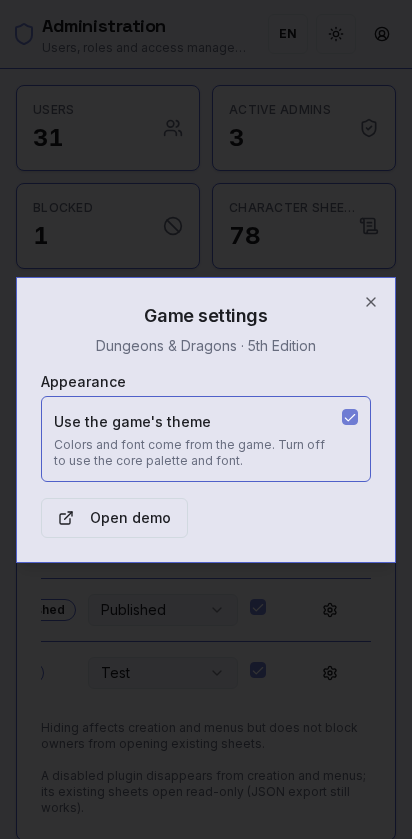 Administration
Users, roles and access manage…
EN
USERS
31
ACTIVE ADMINS
3
BLOCKED
1
CHARACTER SHEE…
78
Game settings
Dungeons & Dragons · 5th Edition
Appearance
Use the game's theme
Colors and font come from the game. Turn off
to use the core palette and font.
Open demo
hed
Published
)
Test
Hiding affects creation and menus but does not block
owners from opening existing sheets.
A disabled plugin disappears from creation and menus;
its existing sheets open read-only (JSON export still
works).